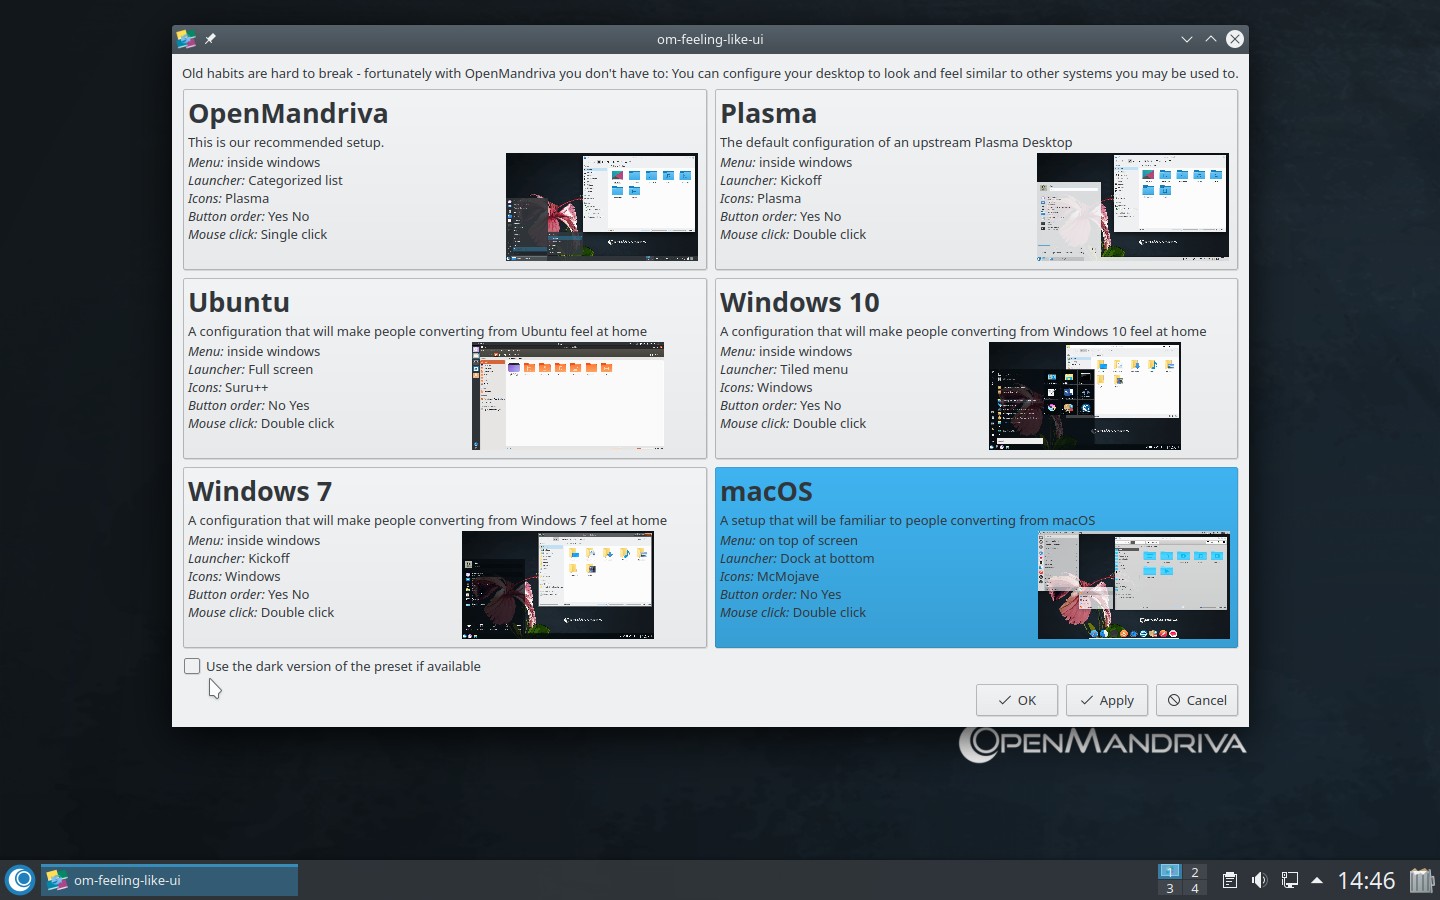 om-feeling-like-ui
Old habits are hard to break - fortunately with OpenMandriva you don't have to: You can configure your desktop to look and feel similar to other systems you may be used to.
OpenMandriva
This is our recommended setup.
Menu: inside windows
Launcher: Categorized list
Icons: Plasma
Button order: Yes No
Mouse click: Single click
Plasma
The default configuration of an upstream Plasma Desktop
Menu: inside windows
Launcher: Kickoff
Icons: Plasma
Button order: Yes No
Mouse click: Double click
Ubuntu
A configuration that will make people converting from Ubuntu feel at home
Menu: inside windows
Launcher: Full screen
Icons: Suru++
Button order: No Yes
Mouse click: Double click
Windows 10
A configuration that will make people converting from Windows 10 feel at home
Menu: inside windows
Launcher: Tiled menu
Icons: Windows
Button order: Yes No
Mouse click: Double click
Windows 7
A configuration that will make people converting from Windows 7 feel at home
Menu: inside windows
Launcher: Kickoff
Icons: Windows
Button order: Yes No
Mouse click: Double click
macOS
A setup that will be familiar to people converting from macOS
Menu: on top of screen
Launcher: Dock at bottom
Icons: McMojave
Button order: No Yes
Mouse click: Double click
Use the dark version of the preset if available
OK Apply Cancel
OPENMANDRIVA
om-feeling-like-ui
1 2
3 4
14:46